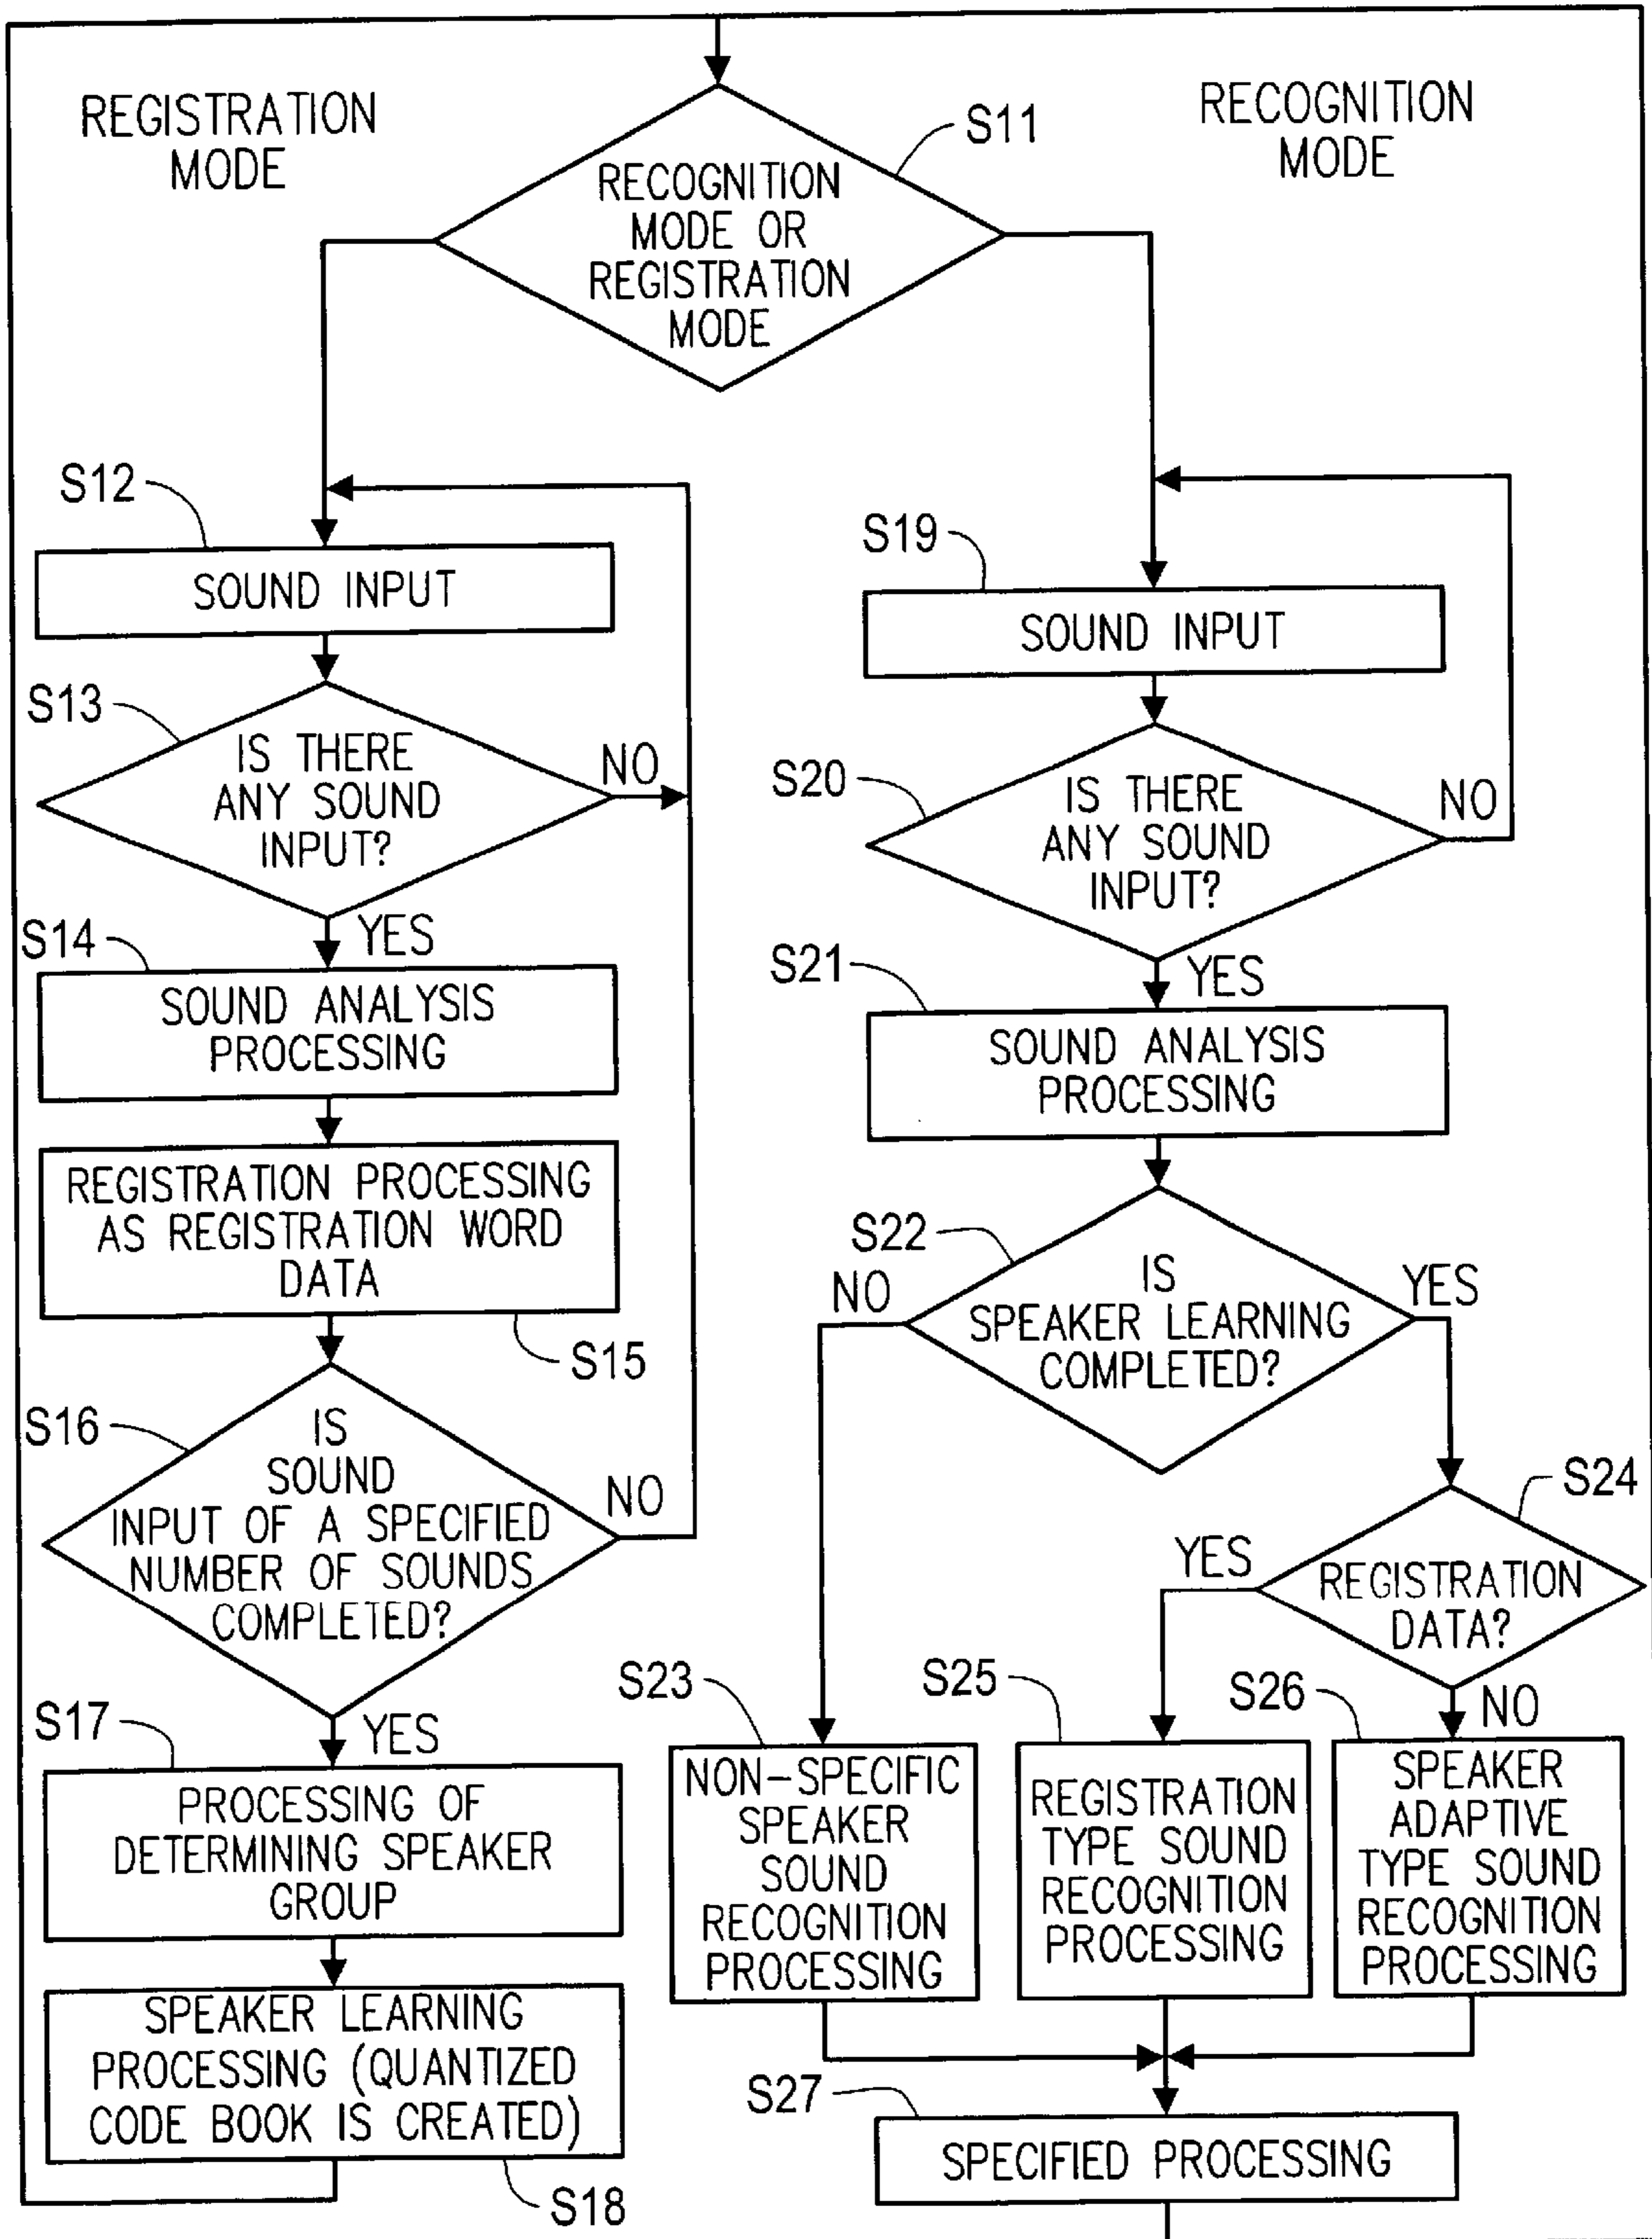 REGISTRATION
MODE
RECOGNITION
MODE
S11
RECOGNITION
MODE OR
REGISTRATION
MODE
S12
SOUND INPUT
S13
IS THERE
ANY SOUND
INPUT?
NO
YES
S14
SOUND ANALYSIS
PROCESSING
REGISTRATION PROCESSING
AS REGISTRATION WORD
DATA
S15
S16
IS
SOUND
INPUT OF A SPECIFIED
NUMBER OF SOUNDS
COMPLETED?
NO
YES
S17
PROCESSING OF
DETERMINING SPEAKER
GROUP
SPEAKER LEARNING
PROCESSING (QUANTIZED
CODE BOOK IS CREATED)
S18
S19
SOUND INPUT
S20
IS THERE
ANY SOUND
INPUT?
NO
YES
S21
SOUND ANALYSIS
PROCESSING
S22
IS
SPEAKER LEARNING
COMPLETED?
NO
YES
S24
REGISTRATION
DATA?
YES
NO
S23
NON-SPECIFIC
SPEAKER
SOUND
RECOGNITION
PROCESSING
S25
REGISTRATION
TYPE SOUND
RECOGNITION
PROCESSING
S26
SPEAKER
ADAPTIVE
TYPE SOUND
RECOGNITION
PROCESSING
S27
SPECIFIED PROCESSING